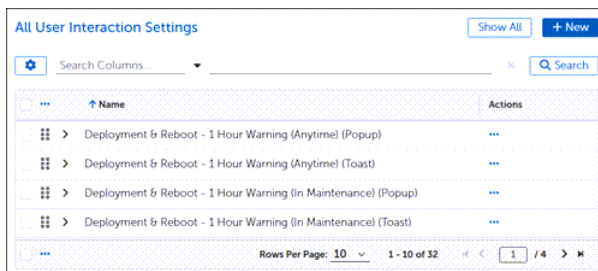 All User Interaction Settings
Show All
+ New
Search Columns...
Search
Name
Actions
Deployment & Reboot - 1 Hour Warning (Anytime) (Popup)
Deployment & Reboot - 1 Hour Warning (Anytime) (Toast)
Deployment & Reboot - 1 Hour Warning (In Maintenance) (Popup)
Deployment & Reboot - 1 Hour Warning (In Maintenance) (Toast)
Rows Per Page: 10 1 - 10 of 32 1 / 4